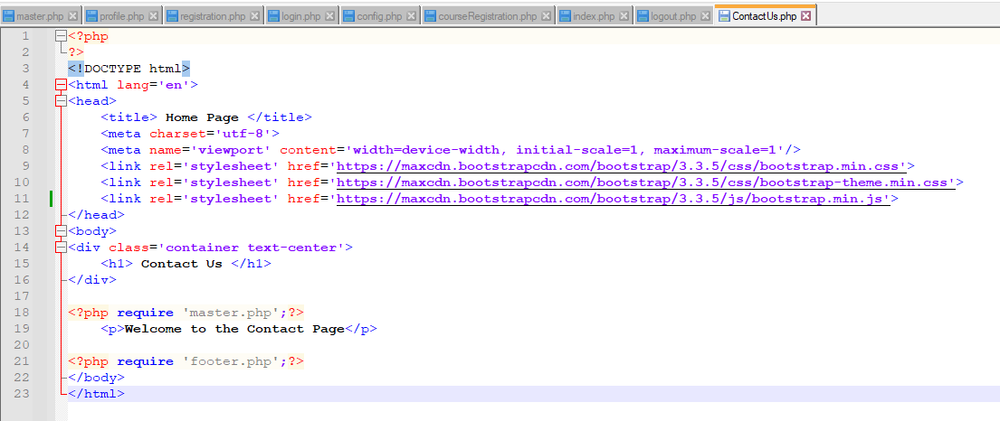 master.php profile.php registration.php login.php config.php courseRegistration.php index.php logout.php ContactUs.php
1 <?php
2 ?>
3 <!DOCTYPE html>
4 <html lang='en'>
5 <head>
6 <title> Home Page </title>
7 <meta charset='utf-8'>
8 <meta name='viewport' content='width=device-width, initial-scale=1, maximum-scale=1'/>
9 <link rel='stylesheet' href='https://maxcdn.bootstrapcdn.com/bootstrap/3.3.5/css/bootstrap.min.css'>
10 <link rel='stylesheet' href='https://maxcdn.bootstrapcdn.com/bootstrap/3.3.5/css/bootstrap-theme.min.css'>
11 <link rel='stylesheet' href='https://maxcdn.bootstrapcdn.com/bootstrap/3.3.5/js/bootstrap.min.js'>
12 </head>
13 <body>
14 <div class='container text-center'>
15 <h1> Contact Us </h1>
16 </div>
17
18 <?php require 'master.php';?>
19 <p>Welcome to the Contact Page</p>
20
21 <?php require 'footer.php';?>
22 </body>
23 </html>